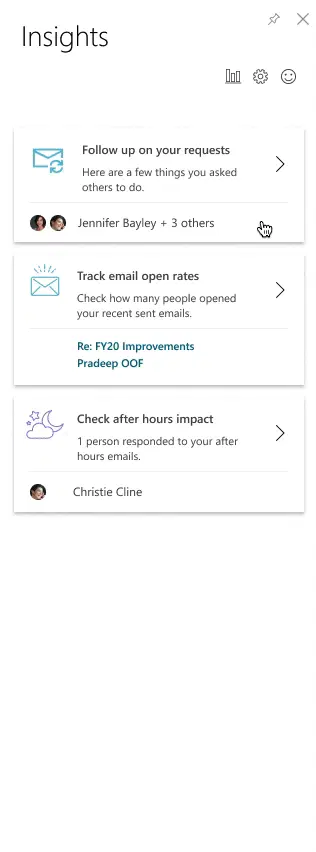 Insights
Follow up on your requests
Here are a few things you asked
others to do.
Jennifer Bayley + 3 others
Track email open rates
Check how many people opened
your recent sent emails.
Re: FY20 Improvements
Pradeep OOF
Check after hours impact
1 person responded to your after
hours emails.
Christie Cline